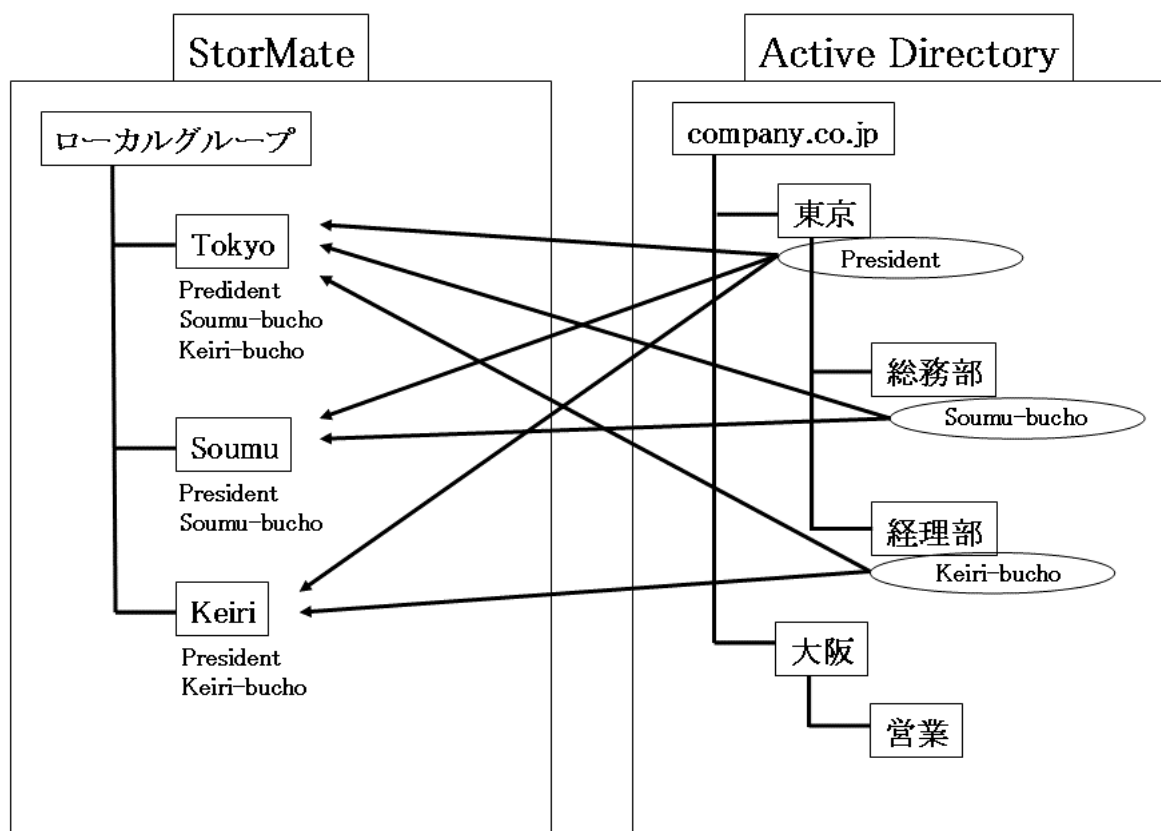 StorMate
ローカルグループ
Tokyo
Predident
Soumu-bucho
Keiri-bucho
Soumu
President
Soumu-bucho
Keiri
President
Keiri-bucho
Active Directory
company.co.jp
東京
President
総務部
Soumu-bucho
経理部
Keiri-bucho
大阪
営業